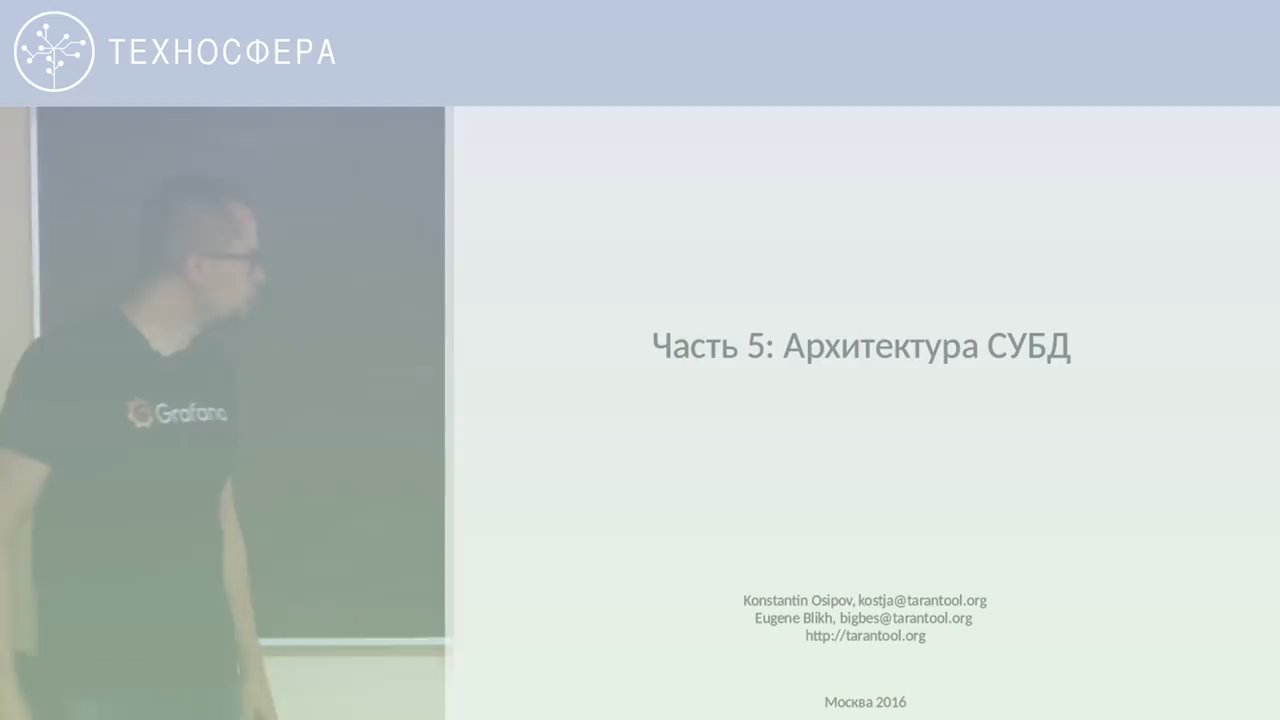 ТЕХНОСФЕРА
Часть 5: Архитектура СУБД
Grafana
Konstantin Osipov, kostja@tarantool.org
Eugene Blikh, bigbes@tarantool.org
http://tarantool.org
Москва 2016